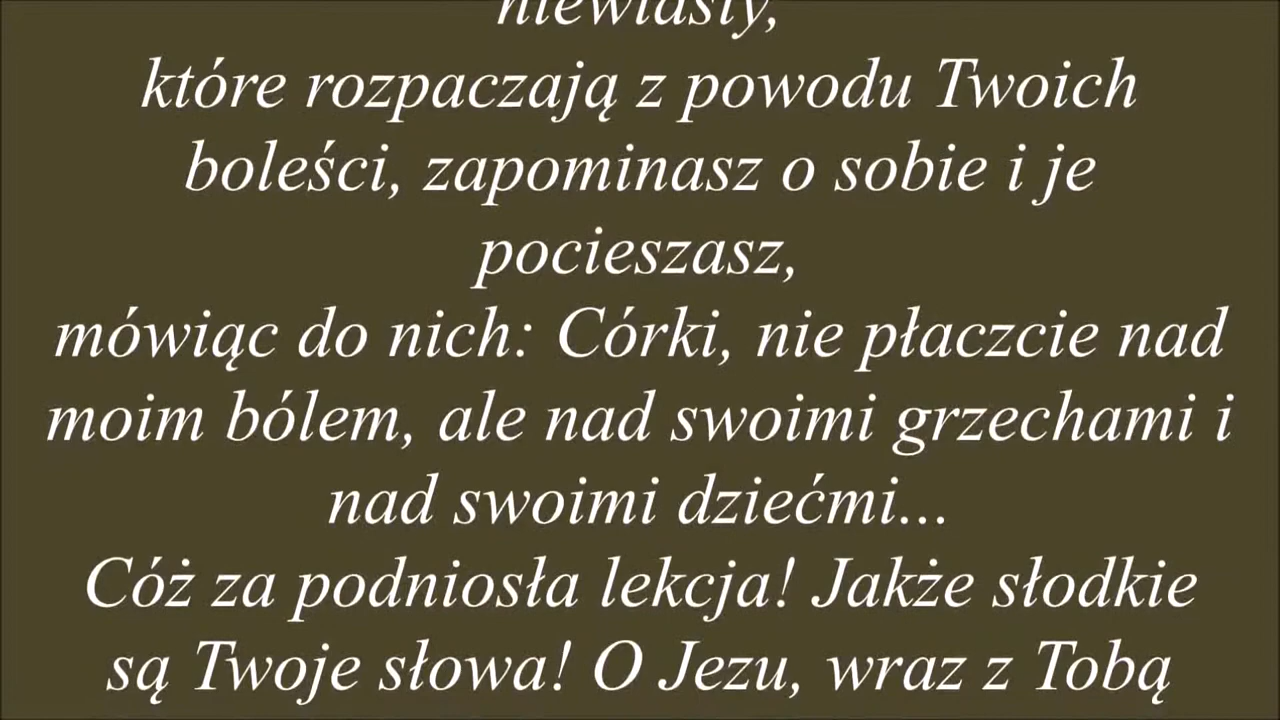 niewiasty,
które rozpaczają z powodu Twoich
boleści, zapominasz o sobie i je
pocieszasz,
mówiąc do nich: Córki, nie płaczcie nad
moim bólem, ale nad swoimi grzechami i
nad swoimi dziećmi...
Cóż za podniosła lekcja! Jakże słodkie
są Twoje słowa! O Jezu, wraz z Tobą